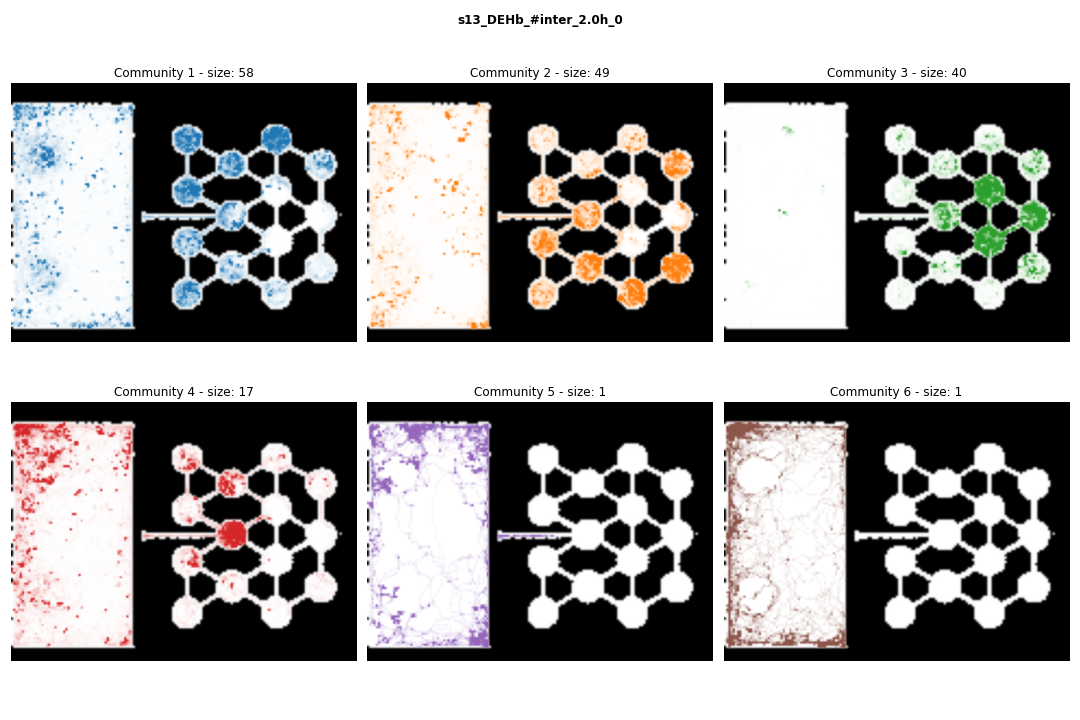 s13_DEHb_#inter_2.0h_0
Community 1 - size: 58
Community 2 - size: 49
Community 3 - size: 40
Community 4 - size: 17
Community 5 - size: 1
Community 6 - size: 1